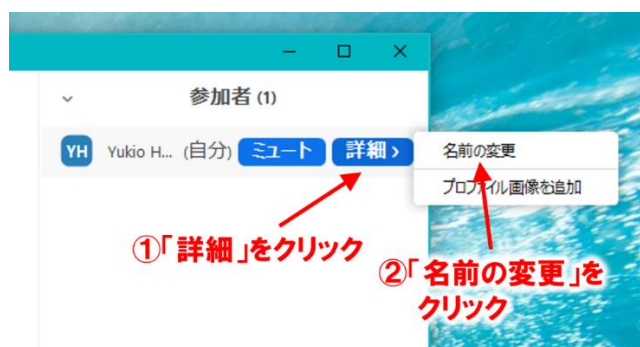 参加者 (1)
YH Yukio H... (自分) ミュート 詳細 >
名前の変更
プロファイル画像を追加
①「詳細」をクリック
②「名前の変更」を
クリック